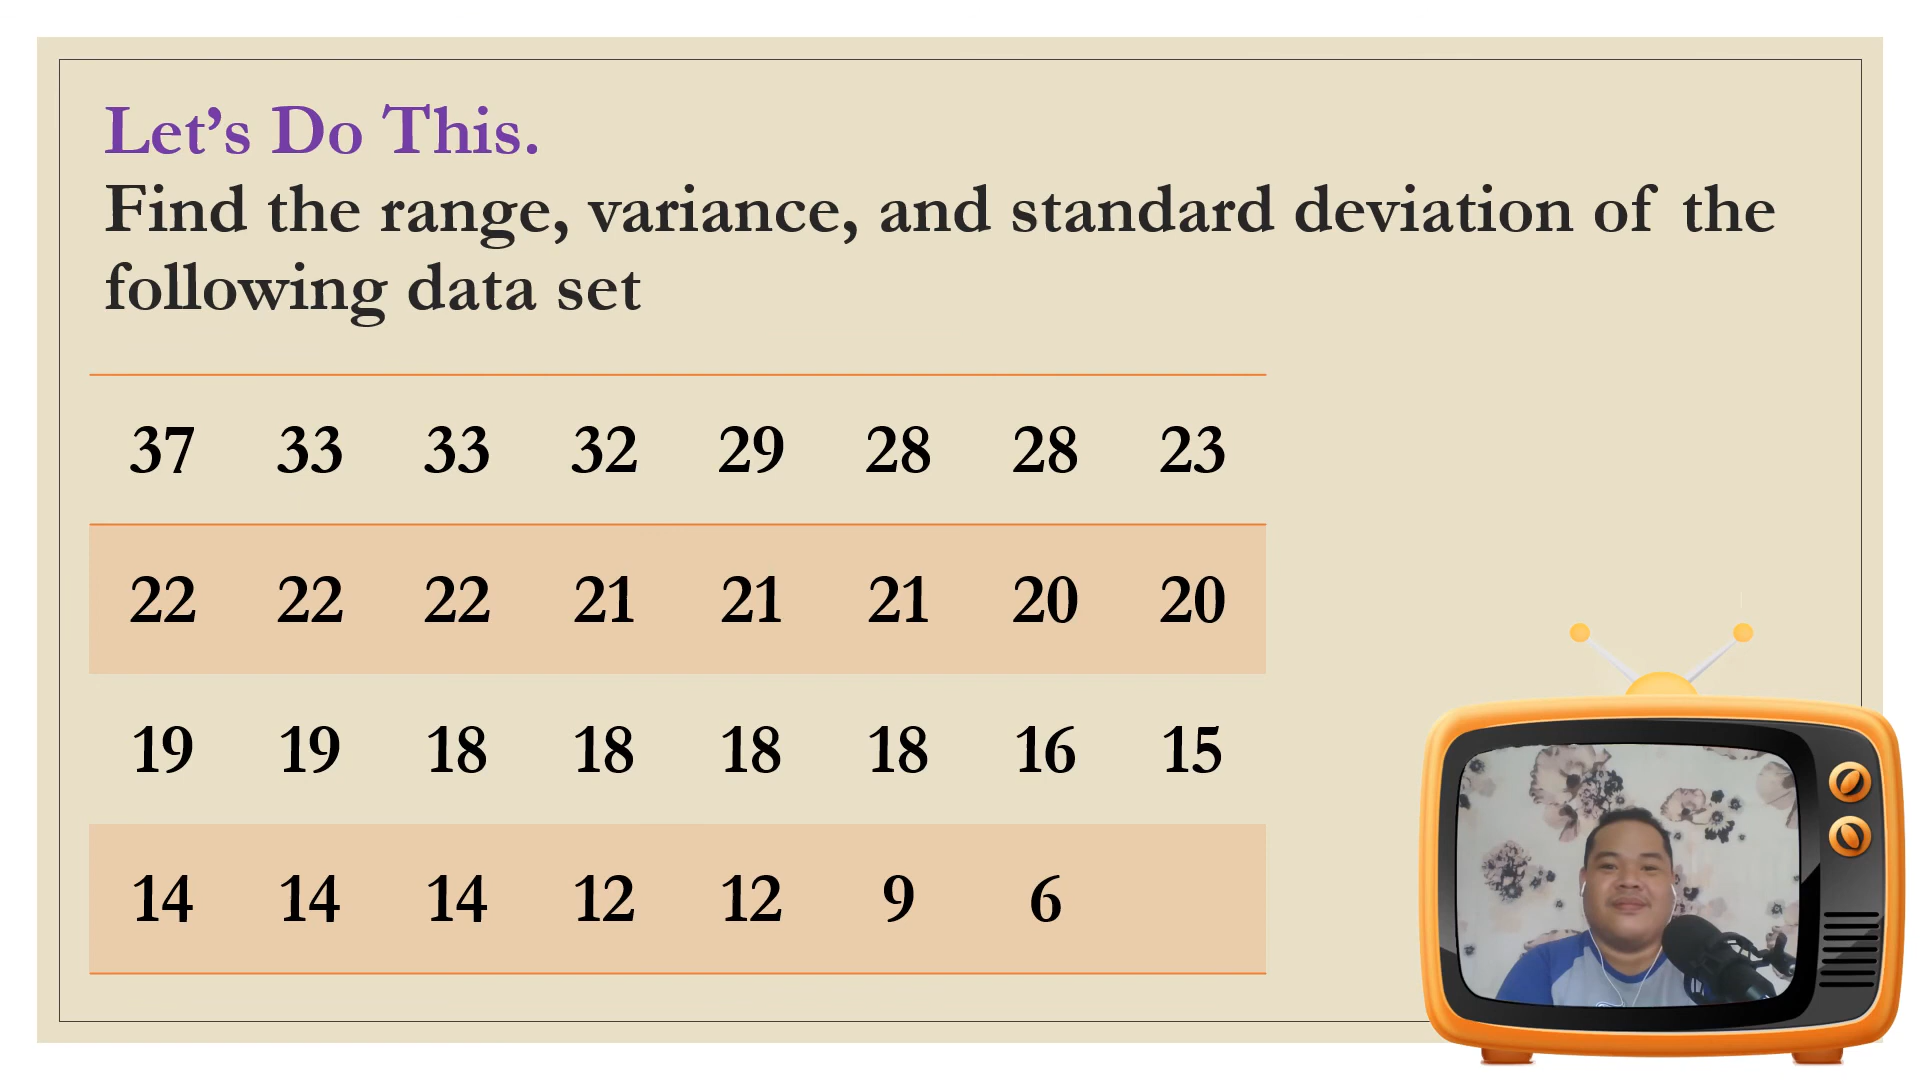 Let’s Do This.
Find the range, variance, and standard deviation of the
following data set
37 33 33 32 29 28 28 23
22 22 22 21 21 21 20 20
19 19 18 18 18 18 16 15
14 14 14 12 12 9 6